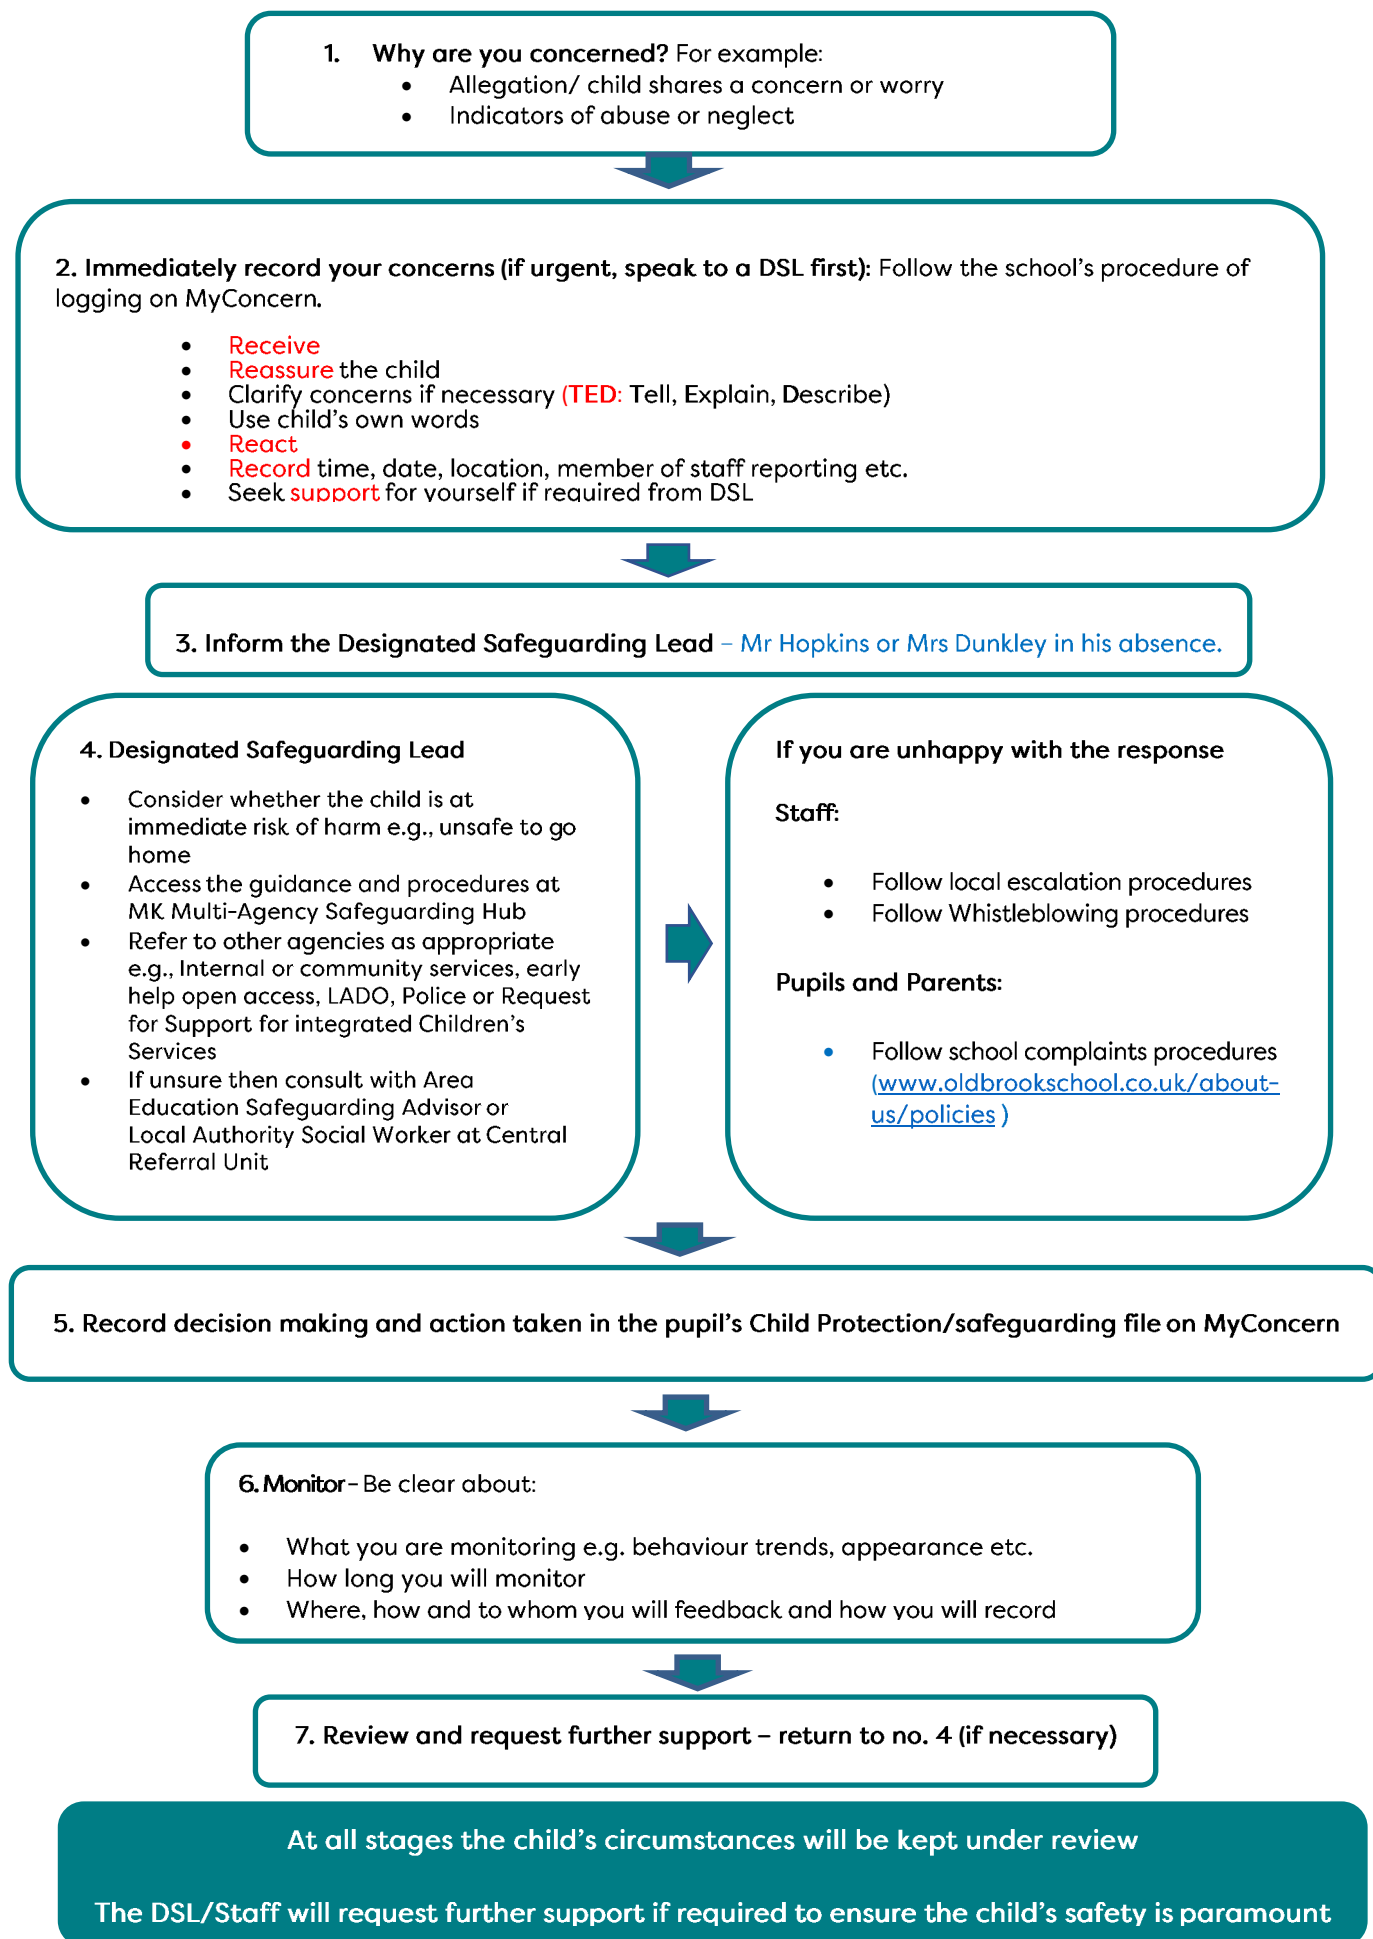 1. Why are you concerned? For example:
• Allegation/ child shares a concern or worry
• Indicators of abuse or neglect
2. Immediately record your concerns (if urgent, speak to a DSL first): Follow the school's procedure of
logging on MyConcern.
• Receive
• Reassure the child
• Clarify concerns if necessary (TED: Tell, Explain, Describe)
• Use child's own words
• React
• Record time, date, location, member of staff reporting etc.
• Seek support for yourself if required from DSL
3. Inform the Designated Safeguarding Lead – Mr Hopkins or Mrs Dunkley in his absence.
4. Designated Safeguarding Lead
• Consider whether the child is at
immediate risk of harm e.g., unsafe to go
home
• Access the guidance and procedures at
MK Multi-Agency Safeguarding Hub
• Refer to other agencies as appropriate
e.g., Internal or community services, early
help open access, LADO, Police or Request
for Support for integrated Children's
Services
• If unsure then consult with Area
Education Safeguarding Advisor or
Local Authority Social Worker at Central
Referral Unit
If you are unhappy with the response
Staff:
• Follow local escalation procedures
• Follow Whistleblowing procedures
Pupils and Parents:
• Follow school complaints procedures
(www.oldbrookschool.co.uk/about-
us/policies )
5. Record decision making and action taken in the pupil's Child Protection/safeguarding file on MyConcern
6. Monitor – Be clear about:
• What you are monitoring e.g. behaviour trends, appearance etc.
• How long you will monitor
• Where, how and to whom you will feedback and how you will record
7. Review and request further support – return to no. 4 (if necessary)
At all stages the child's circumstances will be kept under review
The DSL/Staff will request further support if required to ensure the child's safety is paramount